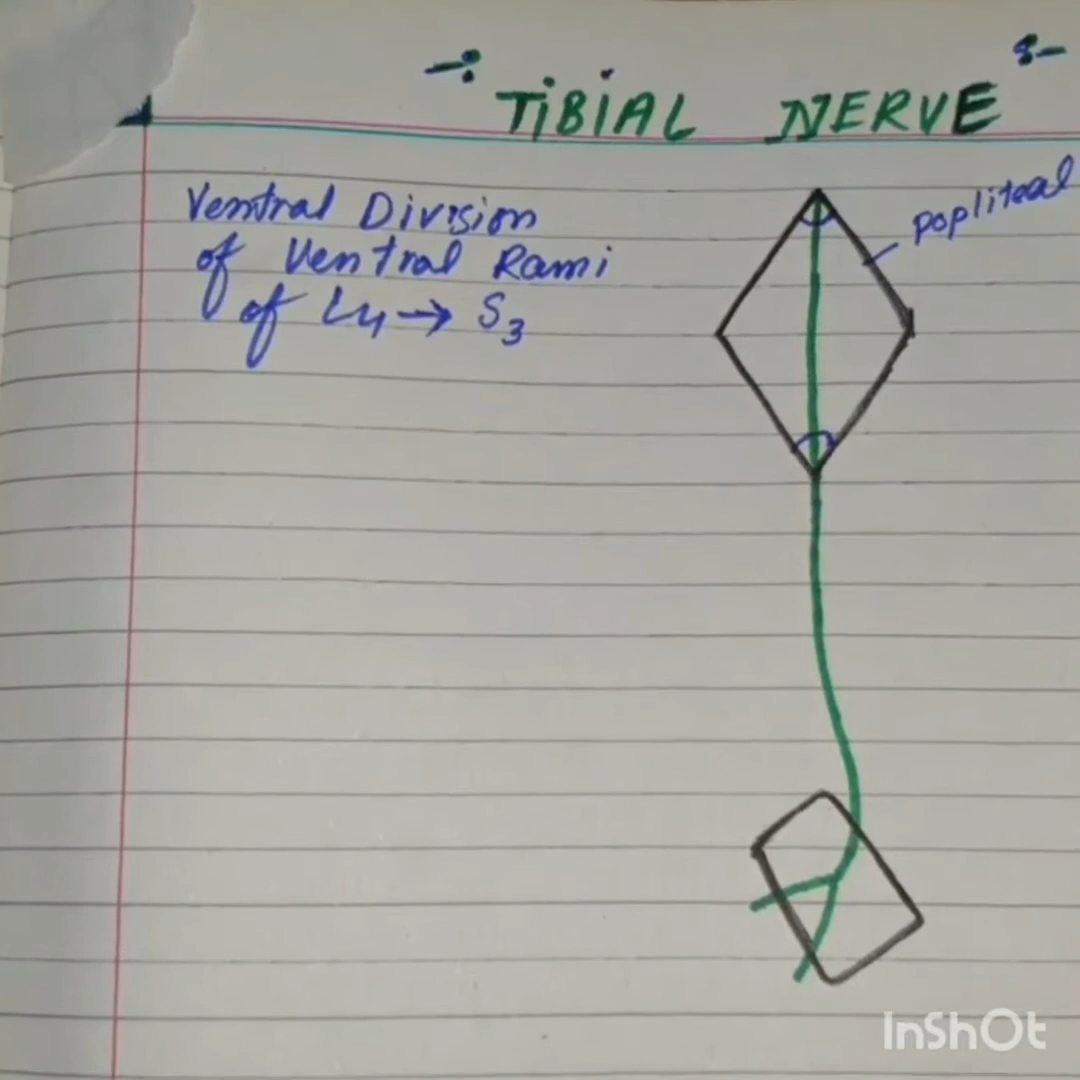 -: TIBIAL NERVE :-
Ventral Division
of Ventral Rami
of L4 → S3
popliteal
InShOt